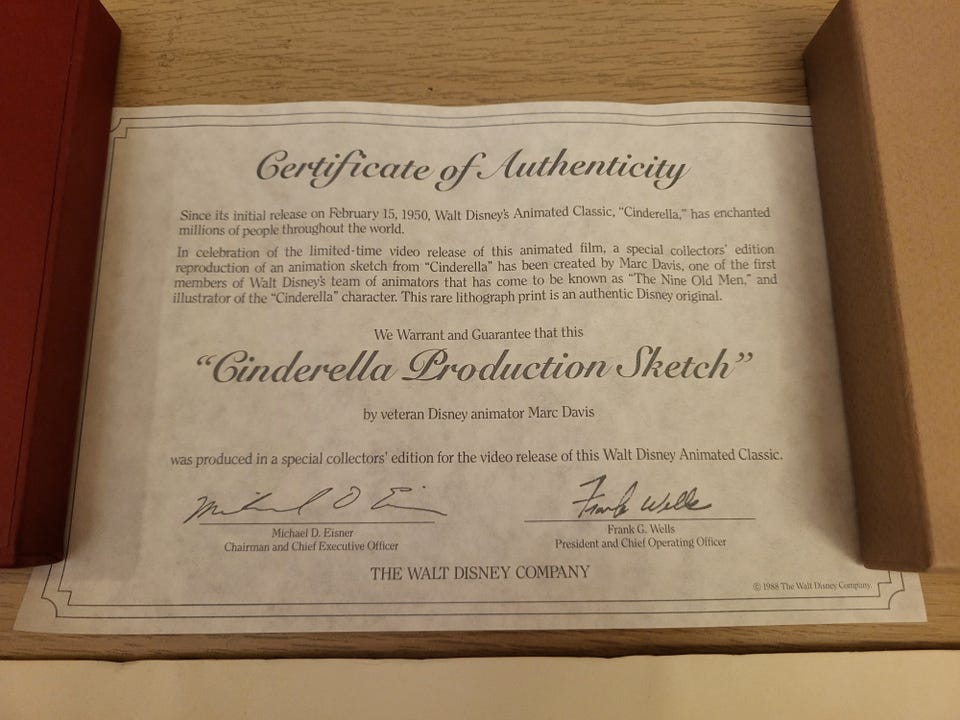 Certificate of Authenticity
Since its initial release on February 15, 1950, Walt Disney's Animated Classic, "Cinderella," has enchanted
millions of people throughout the world.
In celebration of the limited-time video release of this animated film, a special collectors' edition
reproduction of an animation sketch from "Cinderella" has been created by Marc Davis, one of the first
members of Walt Disney's team of animators that has come to be known as "The Nine Old Men," and
illustrator of the "Cinderella" character. This rare lithograph print is an authentic Disney original.
We Warrant and Guarantee that this
"Cinderella Production Sketch"
by veteran Disney animator Marc Davis
was produced in a special collectors' edition for the video release of this Walt Disney Animated Classic.
Michael D. Eisner
Chairman and Chief Executive Officer
Frank Wells
Frank G. Wells
President and Chief Operating Officer
THE WALT DISNEY COMPANY
© 1988 The Walt Disney Company.